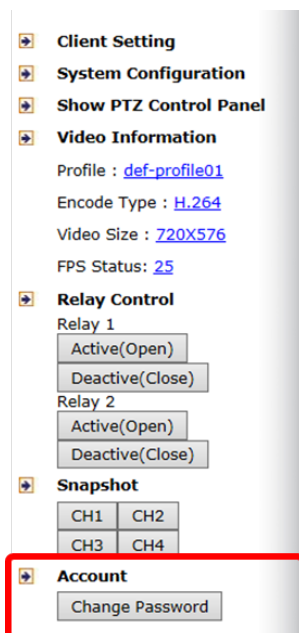 Client Setting
System Configuration
Show PTZ Control Panel
Video Information
Profile : def-profile01
Encode Type : H.264
Video Size : 720X576
FPS Status: 25
Relay Control
Relay 1
Active(Open)
Deactive(Close)
Relay 2
Active(Open)
Deactive(Close)
Snapshot
CH1 CH2
CH3 CH4
Account
Change Password